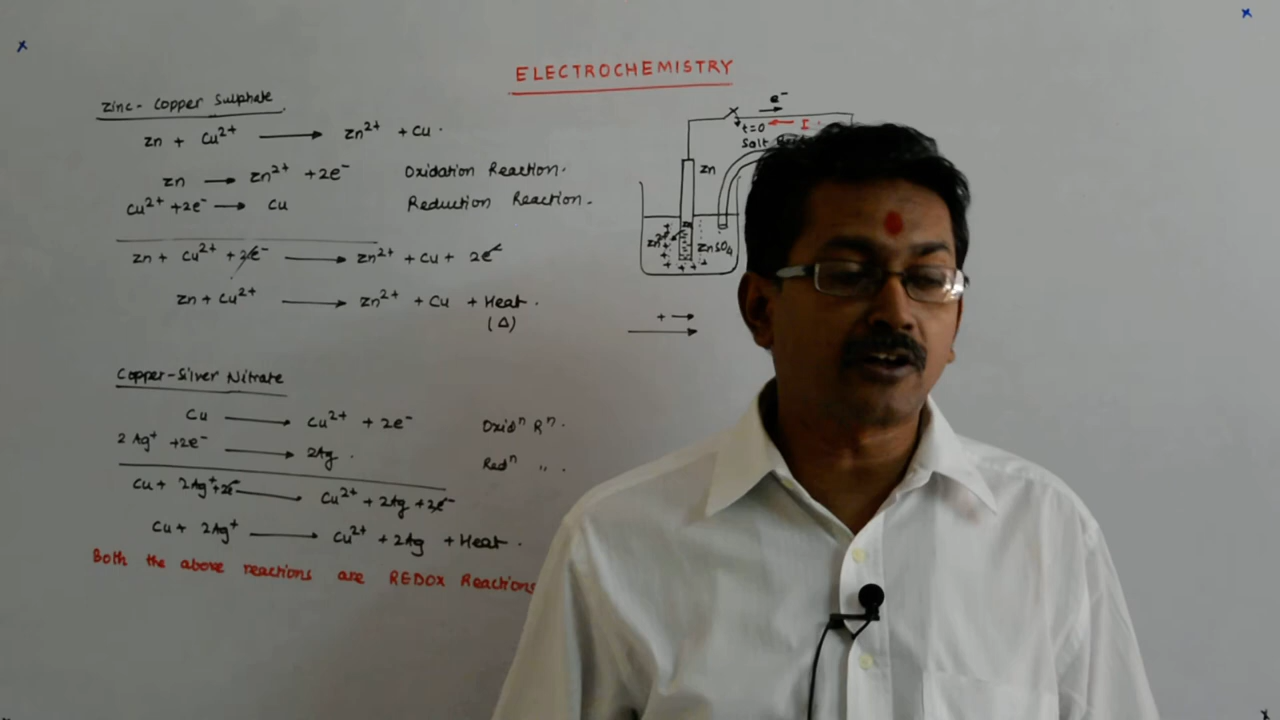 ELECTROCHEMISTRY
Zinc-Copper Sulphate
Zn + Cu²⁺ ⟶ Zn²⁺ + Cu.
Zn ⟶ Zn²⁺ + 2e⁻ Oxidation Reaction.
Cu²⁺ + 2e⁻ ⟶ Cu Reduction Reaction.
Zn + Cu²⁺ + 2e⁻ ⟶ Zn²⁺ + Cu + 2e⁻
Zn + Cu²⁺ ⟶ Zn²⁺ + Cu + Heat.
(Δ)
Copper-Silver Nitrate
Cu ⟶ Cu²⁺ + 2e⁻ Oxidⁿ Rⁿ.
2Ag⁺ + 2e⁻ ⟶ 2Ag. Redⁿ ,, .
Cu + 2Ag⁺ + 2e⁻ ⟶ Cu²⁺ + 2Ag + 2e⁻
Cu + 2Ag⁺ ⟶ Cu²⁺ + 2Ag + Heat.
Both the above reactions are REDOX Reactions
e⁻
t=0 ⟵ I
Salt
Zn
Zn²⁺ ZnSO₄
+ ⟶